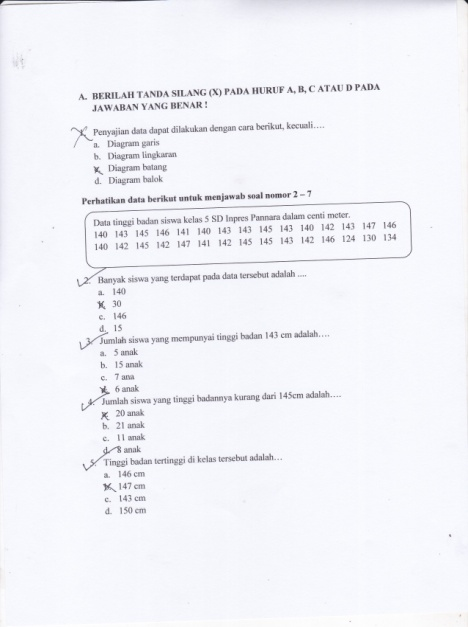 A. BERILAH TANDA SILANG (X) PADA HURUF A, B, C ATAU D PADA
JAWABAN YANG BENAR !
1. Penyajian data dapat dilakukan dengan cara berikut, kecuali....
a. Diagram garis
b. Diagram lingkaran
c. Diagram batang
d. Diagram balok
Perhatikan data berikut untuk menjawab soal nomor 2 – 7
Data tinggi badan siswa kelas 5 SD Inpres Pannara dalam centi meter.
140 143 145 146 141 140 143 143 145 143 140 142 143 147 146
140 142 145 142 147 141 142 145 145 143 142 146 124 130 134
2. Banyak siswa yang terdapat pada data tersebut adalah ....
a. 140
b. 30
c. 146
d. 15
3. Jumlah siswa yang mempunyai tinggi badan 143 cm adalah....
a. 5 anak
b. 15 anak
c. 7 ana
d. 6 anak
4. Jumlah siswa yang tinggi badannya kurang dari 145cm adalah....
a. 20 anak
b. 21 anak
c. 11 anak
d. 8 anak
5. Tinggi badan tertinggi di kelas tersebut adalah...
a. 146 cm
b. 147 cm
c. 143 cm
d. 150 cm